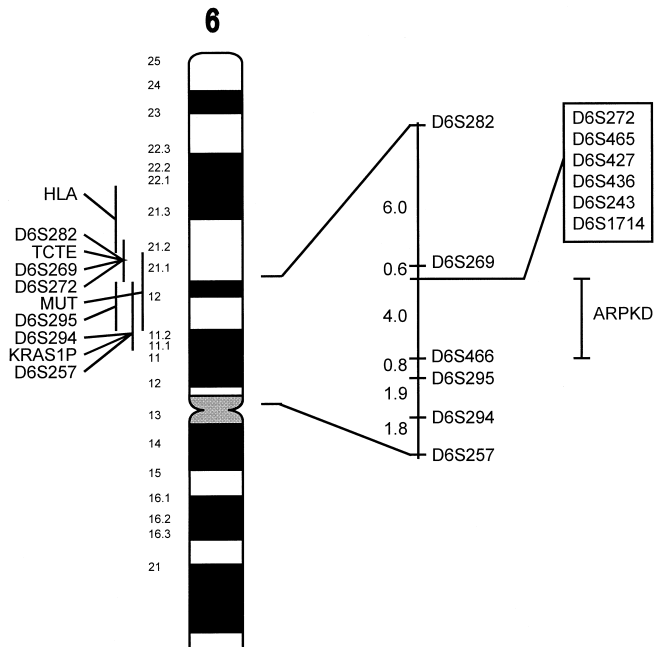 6
25
24
23
22.3
22.2
22.1
21.3
21.2
21.1
12
11.2
11.1
11
12
13
14
15
16.1
16.2
16.3
21
HLA
D6S282
TCTE
D6S269
D6S272
MUT
D6S295
D6S294
KRAS1P
D6S257
D6S282
6.0
D6S269
0.6
4.0
D6S466
0.8
D6S295
1.9
D6S294
1.8
D6S257
D6S272
D6S465
D6S427
D6S436
D6S243
D6S1714
ARPKD